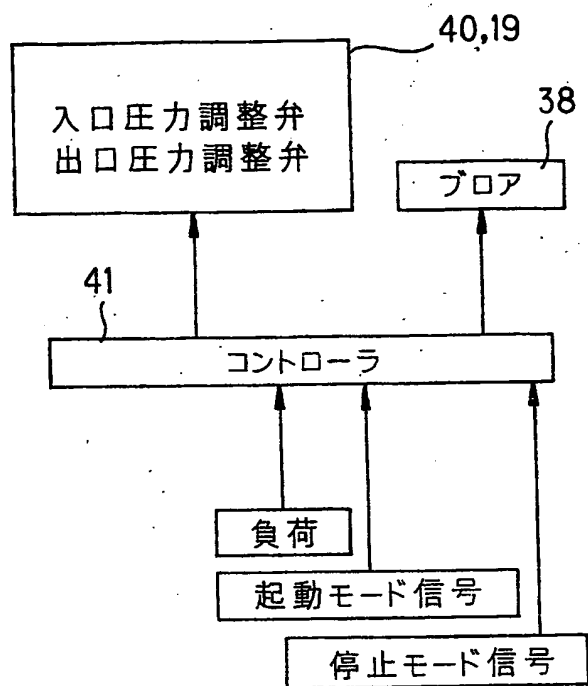 40,19
入口圧力調整弁
出口圧力調整弁
38
ブロア
41
コントローラ
負荷
起動モード信号
停止モード信号